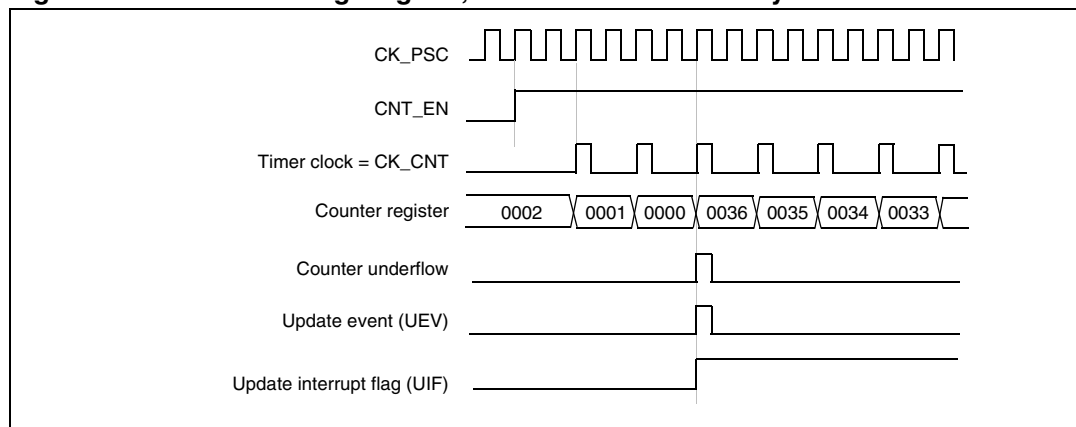 CK_PSC
CNT_EN
Timer clock = CK_CNT
Counter register
0002 0001 0000 0036 0035 0034 0033
Counter underflow
Update event (UEV)
Update interrupt flag (UIF)